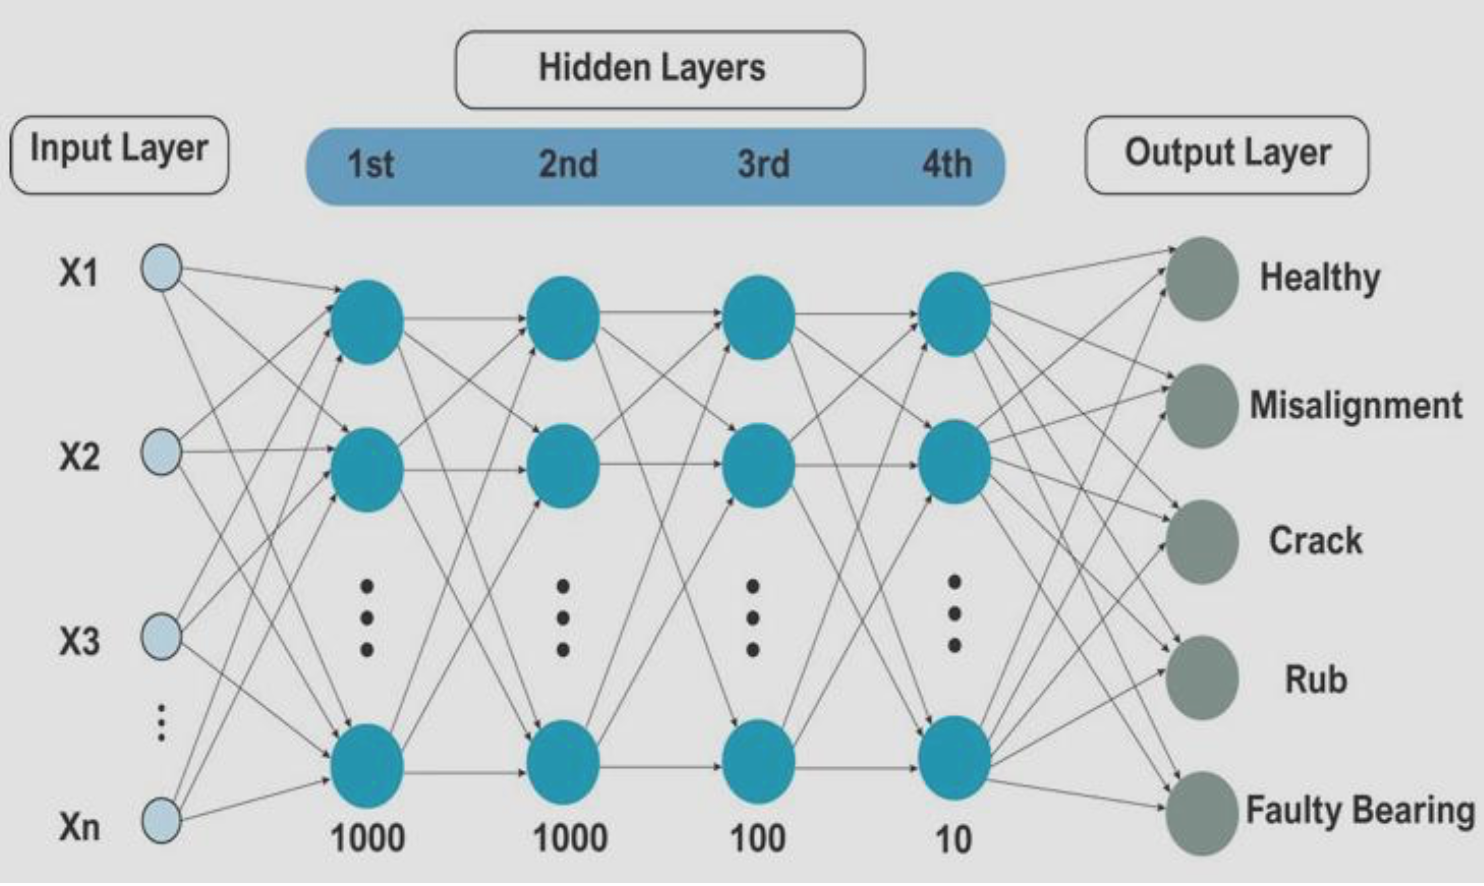 Hidden Layers
Input Layer
1st
2nd
3rd
4th
Output Layer
X1
X2
X3
Xn
Healthy
Misalignment
Crack
Rub
Faulty Bearing
1000
1000
100
10